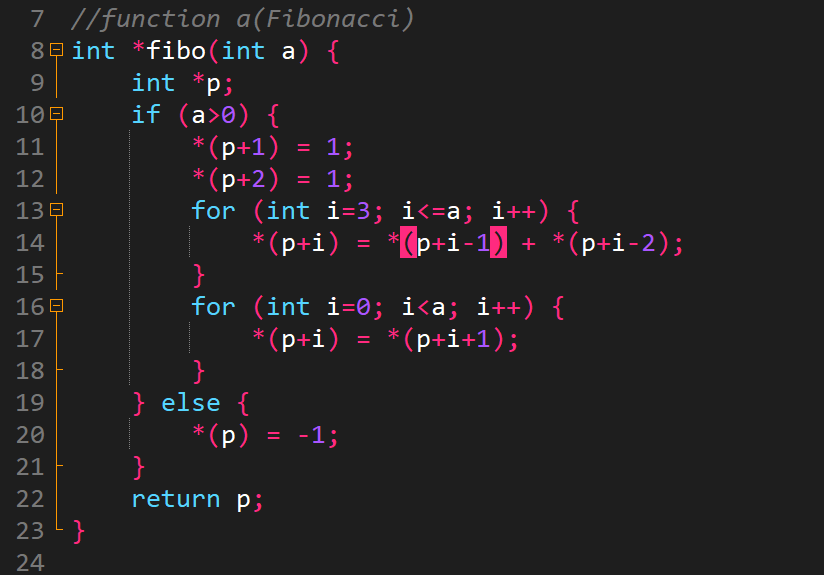 7 //function a(Fibonacci)
8 int *fibo(int a) {
9     int *p;
10     if (a>0) {
11         *(p+1) = 1;
12         *(p+2) = 1;
13         for (int i=3; i<=a; i++) {
14             *(p+i) = *(p+i-1) + *(p+i-2);
15         }
16         for (int i=0; i<a; i++) {
17             *(p+i) = *(p+i+1);
18         }
19     } else {
20         *(p) = -1;
21     }
22     return p;
23 }
24